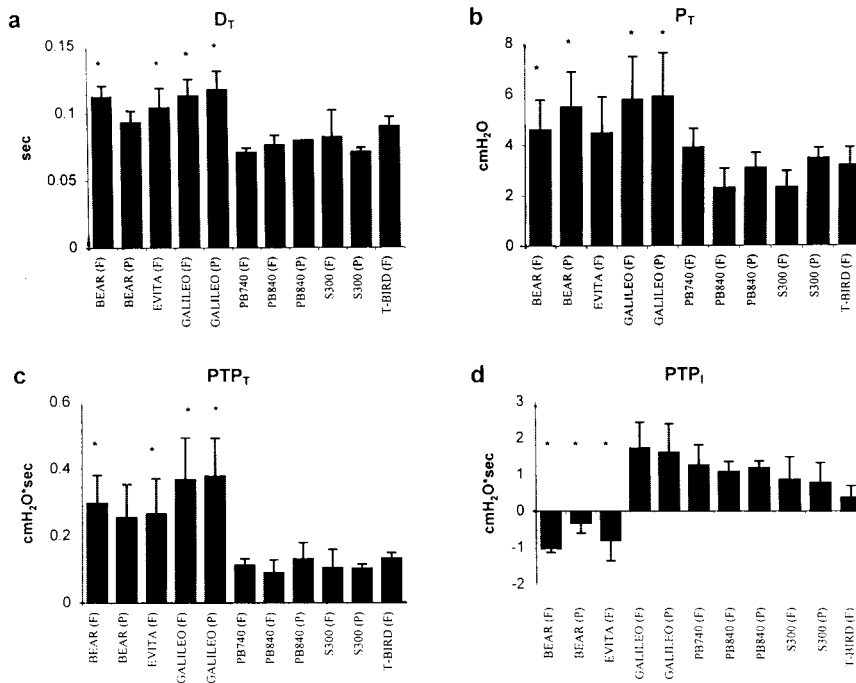 a
D_T
sec
0.15
0.1
0.05
0
* * * *
BEAR (F)
BEAR (P)
EVITA (F)
GALILEO (F)
GALILEO (P)
PB740 (F)
PB840 (F)
PB840 (P)
S300 (F)
S300 (P)
T-BIRD (F)
b
P_T
cmH₂O
8
6
4
2
0
* * * *
BEAR (F)
BEAR (P)
EVITA (F)
GALILEO (F)
GALILEO (P)
PB740 (F)
PB840 (F)
PB840 (P)
S300 (F)
S300 (P)
T-BIRD (F)
c
PTP_T
cmH₂O*sec
0.6
0.4
0.2
0
* * * *
BEAR (F)
BEAR (P)
EVITA (F)
GALILEO (F)
GALILEO (P)
PB740 (F)
PB840 (F)
PB840 (P)
S300 (F)
S300 (P)
T-BIRD (F)
d
PTP_I
cmH₂O*sec
3
2
1
0
-1
-2
* * *
BEAR (F)
BEAR (P)
EVITA (F)
GALILEO (F)
GALILEO (P)
PB740 (F)
PB840 (F)
PB840 (P)
S300 (F)
S300 (P)
T-BIRD (F)